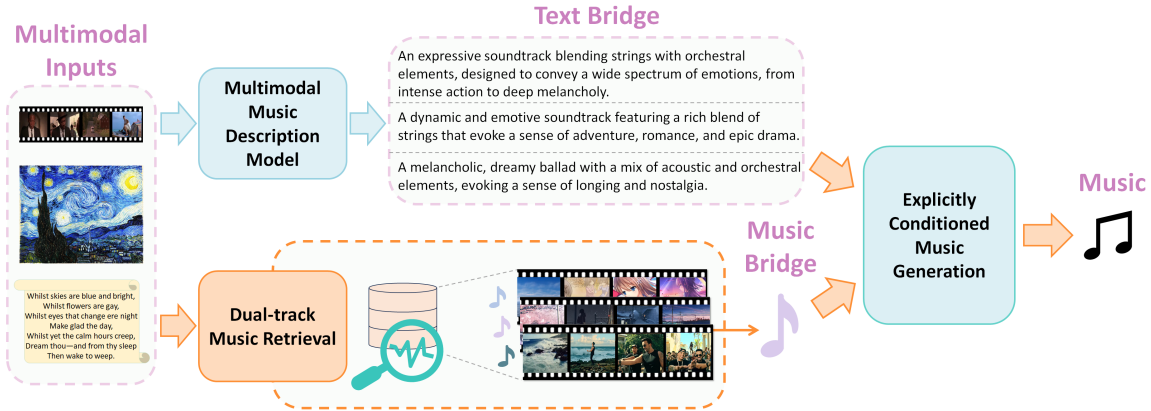 Multimodal
Inputs
Whilst skies are blue and bright,
Whilst flowers are gay,
Whilst eyes that change ere night
Make glad the day,
Whilst yet the calm hours creep,
Dream thou—and from thy sleep
Then wake to weep.
Multimodal
Music
Description
Model
Text Bridge
An expressive soundtrack blending strings with orchestral
elements, designed to convey a wide spectrum of emotions, from
intense action to deep melancholy.
A dynamic and emotive soundtrack featuring a rich blend of
strings that evoke a sense of adventure, romance, and epic drama.
A melancholic, dreamy ballad with a mix of acoustic and orchestral
elements, evoking a sense of longing and nostalgia.
Dual-track
Music Retrieval
Music
Bridge
Explicitly
Conditioned
Music
Generation
Music